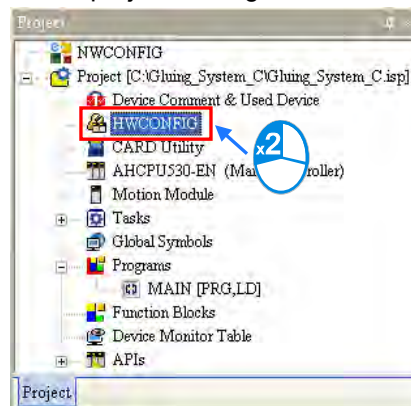 Project
NWCONFIG
Project [C:\Gluing_System_C\Gluing_System_C.isp]
Device Comment & Used Device
HWCONFIG
x2
CARD Utility
AHCPU530-EN (Ma roller)
Motion Module
Tasks
Global Symbols
Programs
MAIN [PRG,LD]
Function Blocks
Device Monitor Table
APIs
Project